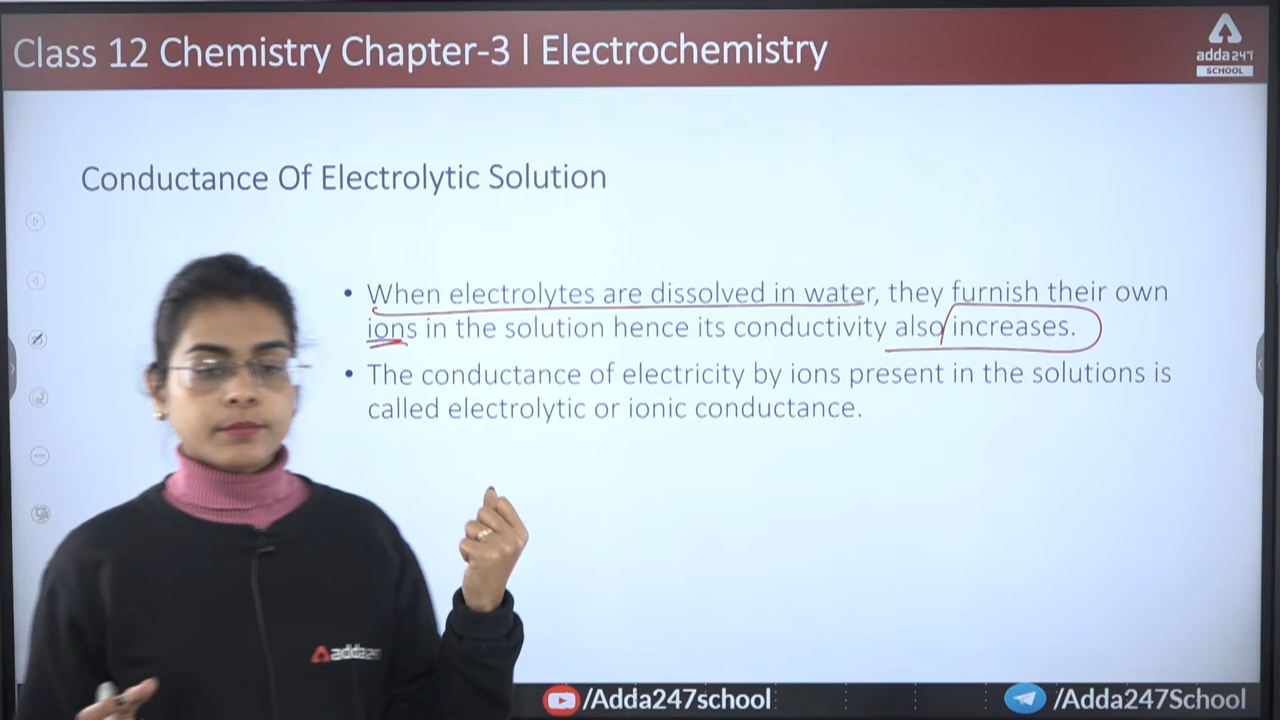 Class 12 Chemistry Chapter-3 l Electrochemistry
adda247
SCHOOL
Conductance Of Electrolytic Solution
• When electrolytes are dissolved in water, they furnish their own
ions in the solution hence its conductivity also increases.
• The conductance of electricity by ions present in the solutions is
called electrolytic or ionic conductance.
adda247
/Adda247school
/Adda247School